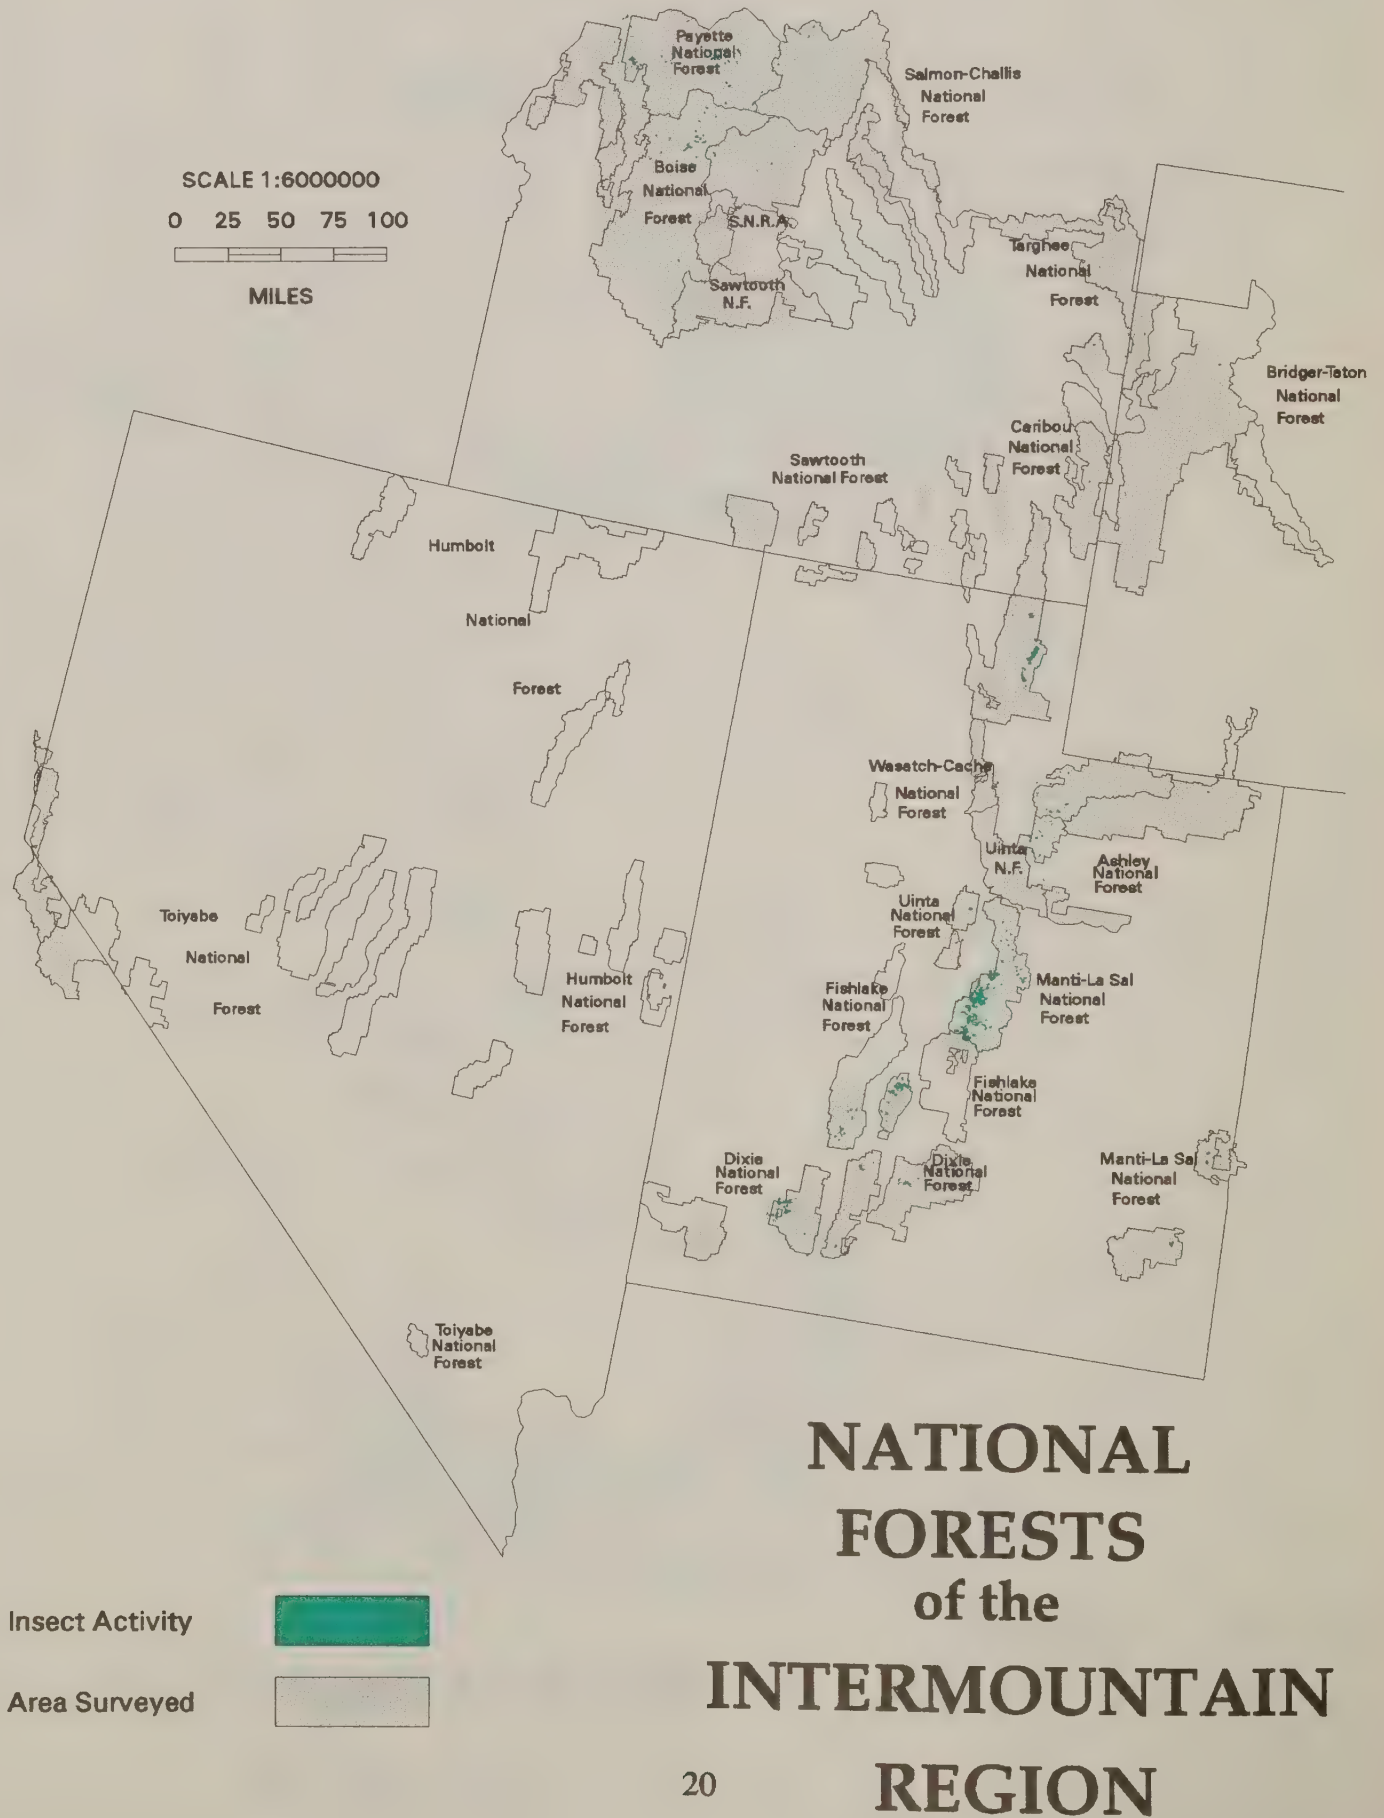 Payette
National
Forest
Salmon-Challis
National
Forest
SCALE 1:6000000
0 25 50 75 100
MILES
Boise
National
Forest
S.N.R.A.
Sawtooth
N.F.
Targhee
National
Forest
Bridger-Teton
National
Forest
Caribou
National
Forest
Sawtooth
National Forest
Humbolt
National
Forest
Wasatch-Cache
National
Forest
Uinta
N.F.
Ashley
National
Forest
Uinta
National
Forest
Toiyabe
National
Forest
Humbolt
National
Forest
Fishlake
National
Forest
Manti-La Sal
National
Forest
Fishlake
National
Forest
Dixie
National
Forest
Dixie
National
Forest
Manti-La Sal
National
Forest
Toiyabe
National
Forest
NATIONAL
FORESTS
of the
INTERMOUNTAIN
REGION
Insect Activity
Area Surveyed
20